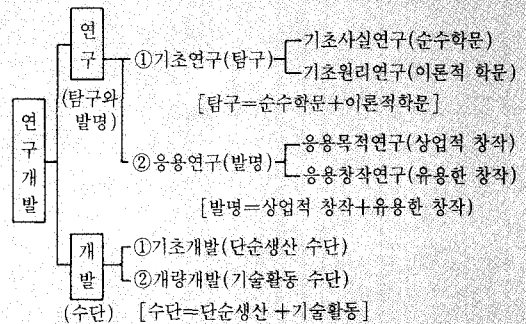 연구개발
연구
(탐구와
발명)
①기초연구(탐구)
기초사실연구(순수학문)
기초원리연구(이론적 학문)
[탐구=순수학문+이론적학문]
②응용연구(발명)
응용목적연구(상업적 창작)
응용창작연구(유용한 창작)
[발명=상업적 창작+유용한 창작)
개발
(수단)
①기초개발(단순생산 수단)
②개량개발(기술활동 수단)
[수단=단순생산+기술활동]